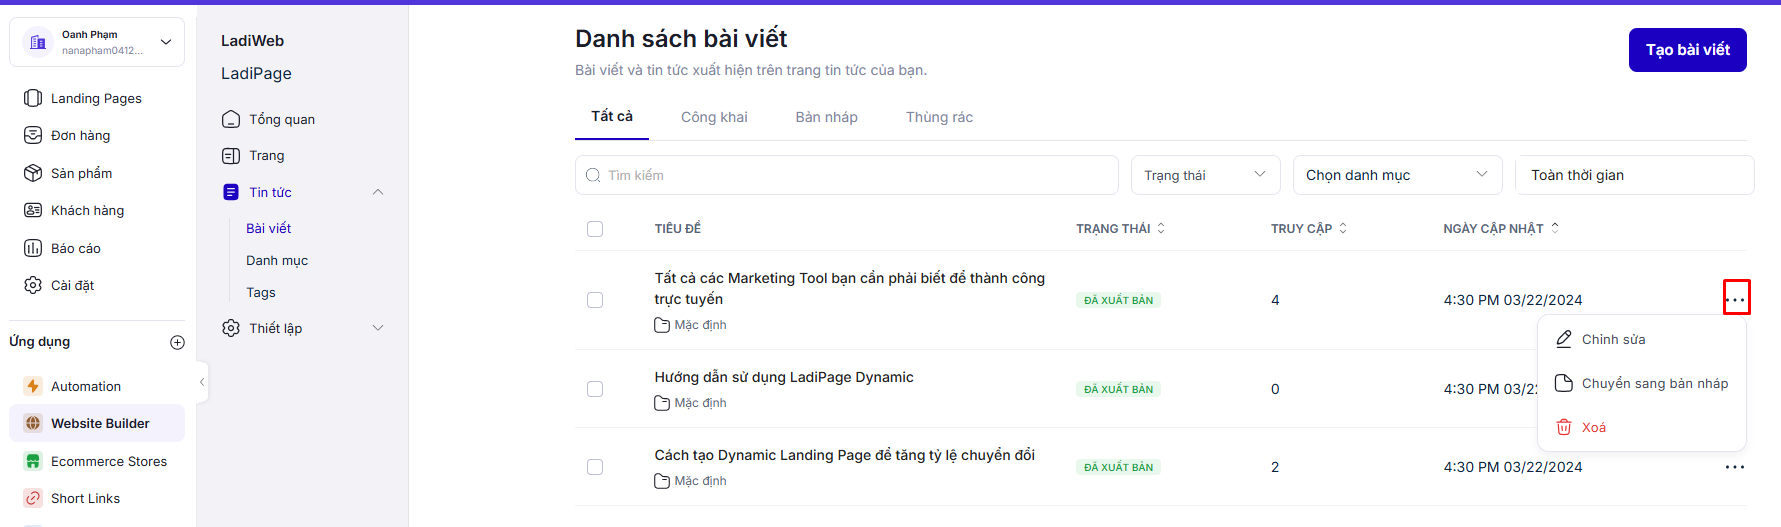 Oanh Phạm
nanapham0412...
Landing Pages
Đơn hàng
Sản phẩm
Khách hàng
Báo cáo
Cài đặt
Ứng dụng
Automation
Website Builder
Ecommerce Stores
Short Links
LadiWeb
LadiPage
Tổng quan
Trang
Tin tức
Bài viết
Danh mục
Tags
Thiết lập
Danh sách bài viết
Bài viết và tin tức xuất hiện trên trang tin tức của bạn.
Tạo bài viết
Tất cả
Công khai
Bản nháp
Thùng rác
Tìm kiếm
Trạng thái
Chọn danh mục
Toàn thời gian
TIÊU ĐỀ
TRẠNG THÁI
TRUY CẬP
NGÀY CẬP NHẬT
Tất cả các Marketing Tool bạn cần phải biết để thành công
trực tuyến
Mặc định
ĐÃ XUẤT BẢN
4
4:30 PM 03/22/2024
Chỉnh sửa
Chuyển sang bản nháp
Xoá
Hướng dẫn sử dụng LadiPage Dynamic
Mặc định
ĐÃ XUẤT BẢN
0
4:30 PM 03/2
Cách tạo Dynamic Landing Page để tăng tỷ lệ chuyển đổi
Mặc định
ĐÃ XUẤT BẢN
2
4:30 PM 03/22/2024